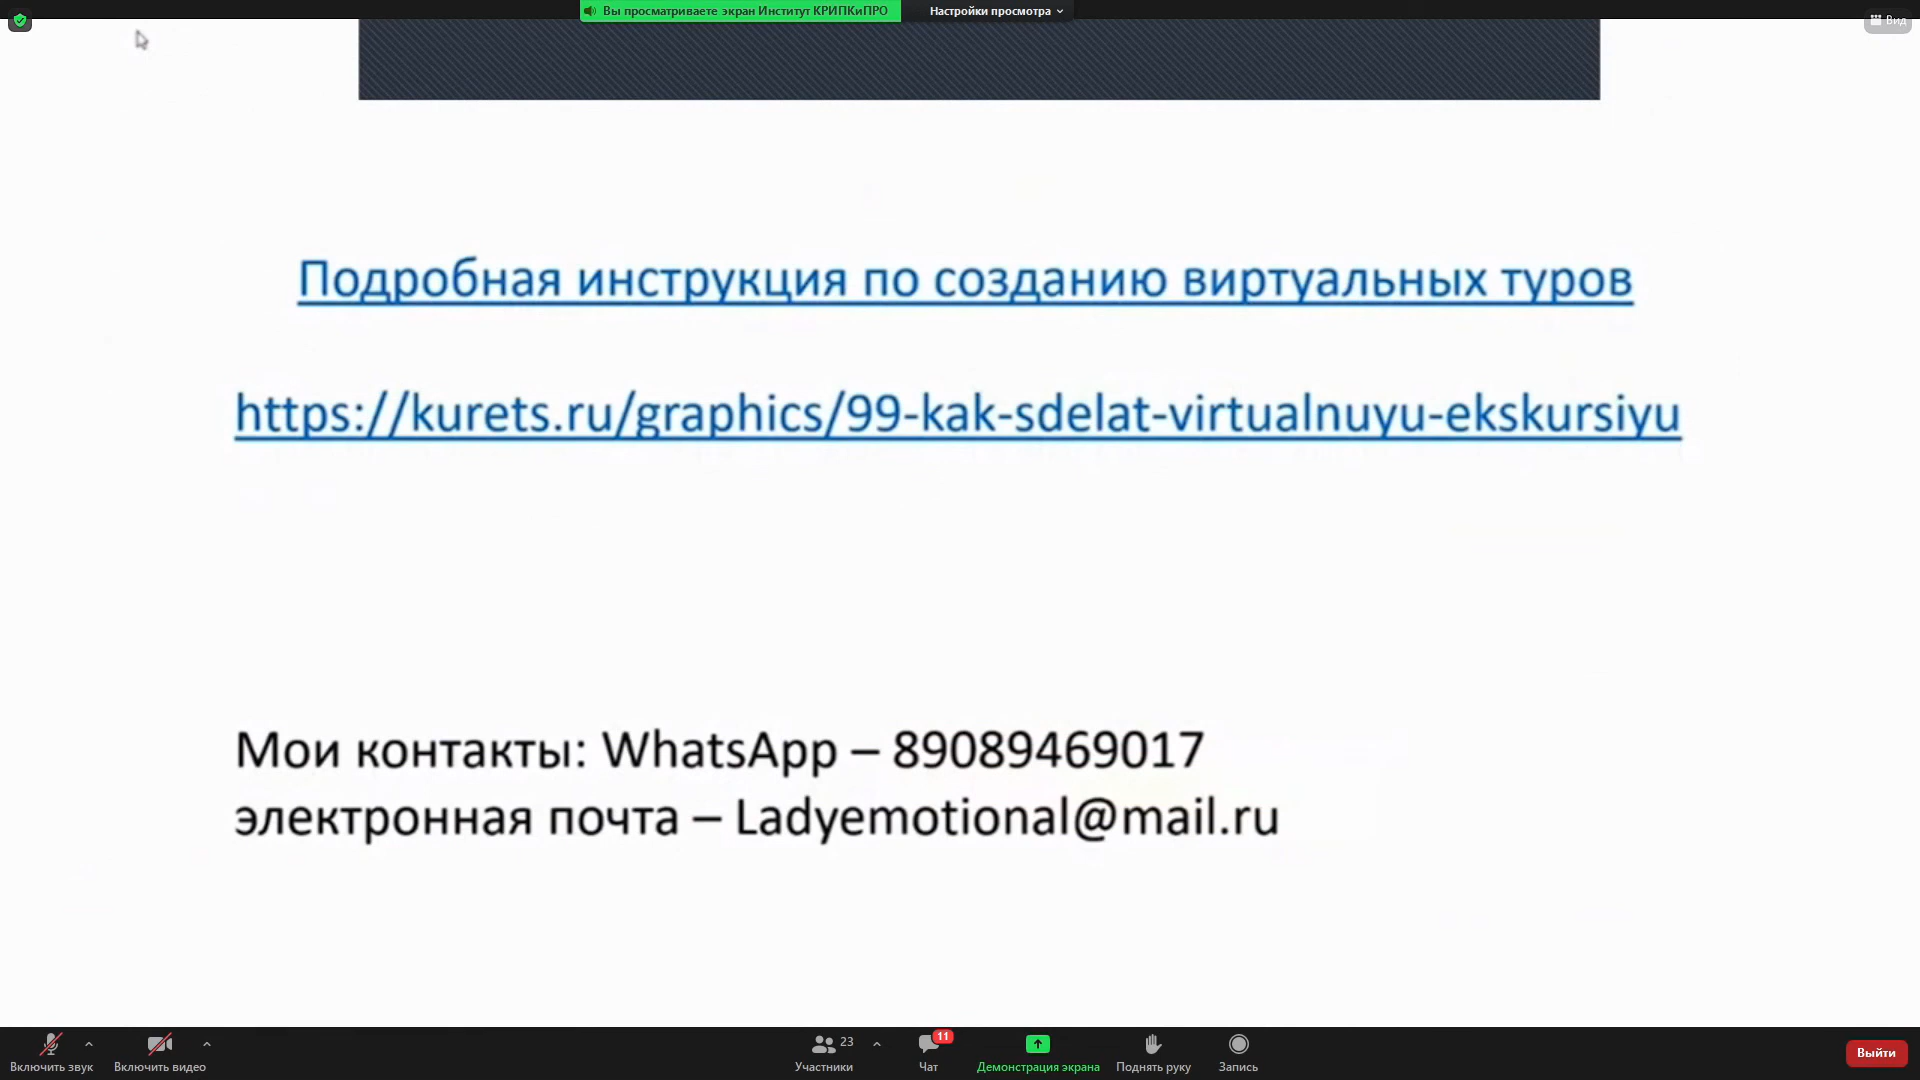 Вы просматриваете экран Институт КРИПКиПРО
Настройки просмотра
Вид
Подробная инструкция по созданию виртуальных туров
https://kurets.ru/graphics/99-kak-sdelat-virtualnuyu-ekskursiyu
Мои контакты: WhatsApp – 89089469017
электронная почта – Ladyemotional@mail.ru
Включить звук
Включить видео
23
Участники
11
Чат
Демонстрация экрана
Поднять руку
Запись
Выйти